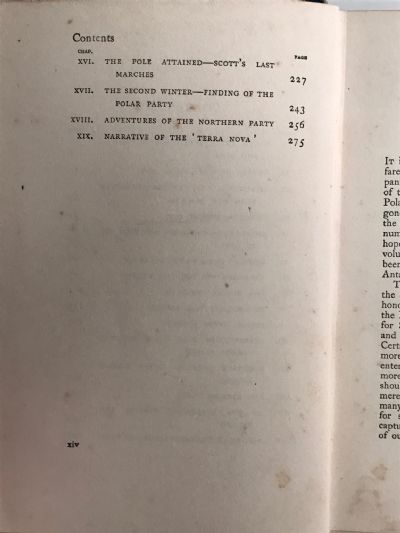 Contents
CHAP. PAGE
XVI. THE POLE ATTAINED—SCOTT'S LAST
MARCHES 227
XVII. THE SECOND WINTER—FINDING OF THE
POLAR PARTY 243
XVIII. ADVENTURES OF THE NORTHERN PARTY 256
XIX. NARRATIVE OF THE 'TERRA NOVA' 275
xiv
IT
fare
pan
of t
Pola
gon
the
num
hop
volu
been
Anta
T
the
hono
the
for
and
Cert
more
enter
more
shou
mere
many
for s
captu
of ou